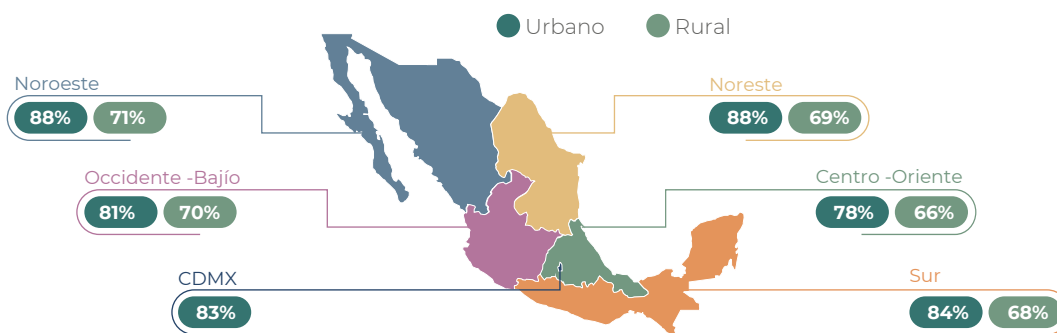 Urbano Rural
Noroeste
88% 71%
Noreste
88% 69%
Occidente -Bajío
81% 70%
Centro -Oriente
78% 66%
CDMX
83%
Sur
84% 68%